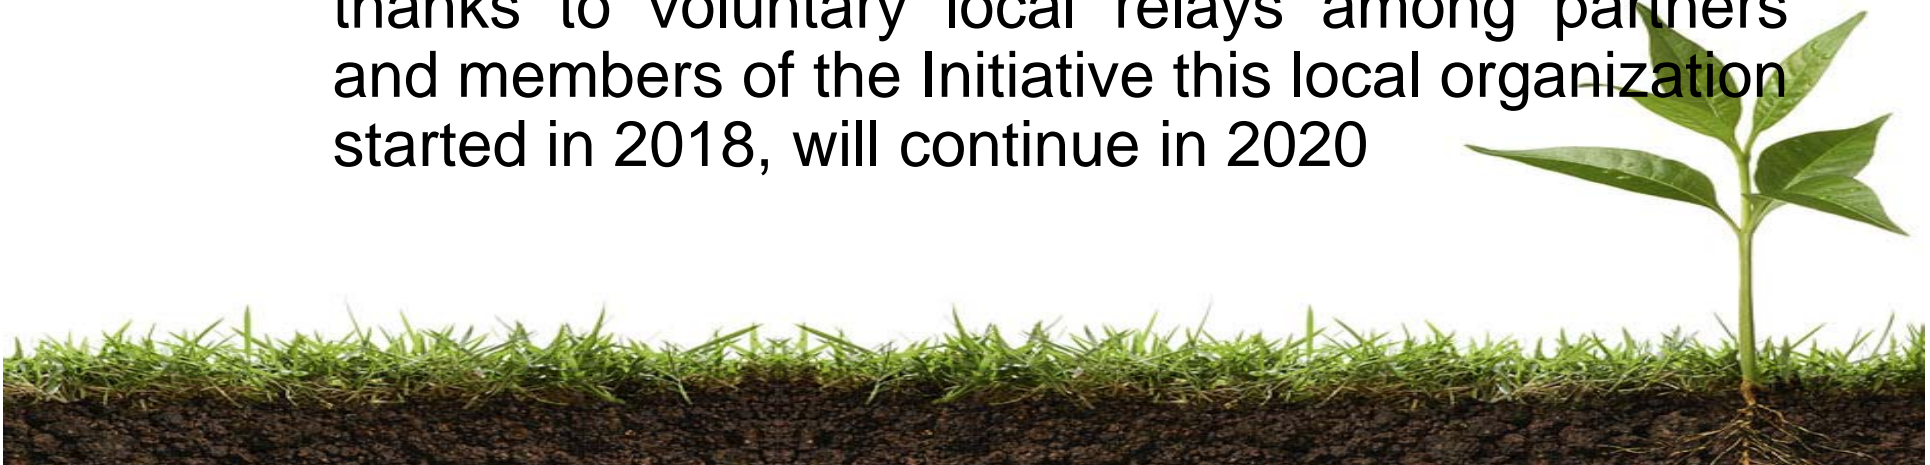 thanks to voluntary local relays among partners
and members of the Initiative this local organization
started in 2018, will continue in 2020